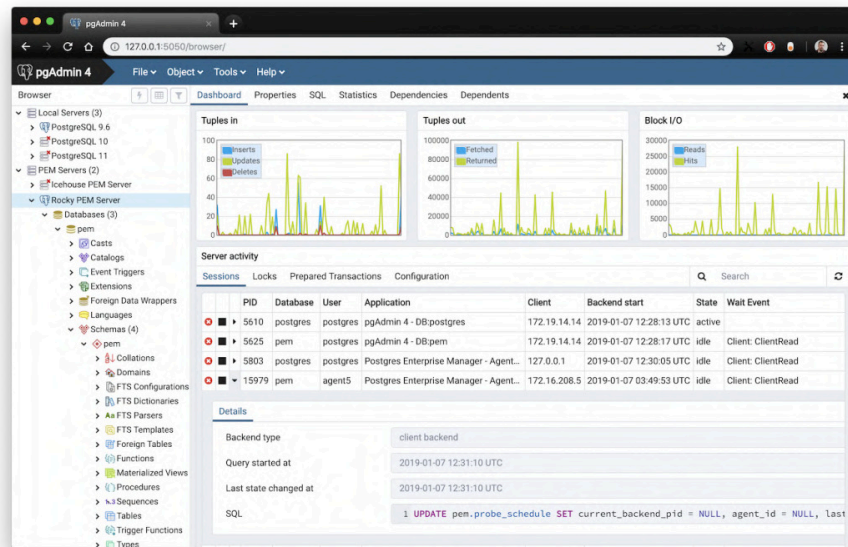 pgAdmin 4
127.0.0.1:5050/browser/
pgAdmin 4 File Object Tools Help
Browser
Dashboard Properties SQL Statistics Dependencies Dependents
Local Servers (3)
PostgreSQL 9.6
PostgreSQL 10
PostgreSQL 11
PEM Servers (2)
Icehouse PEM Server
Rocky PEM Server
Databases (3)
pem
Casts
Catalogs
Event Triggers
Extensions
Foreign Data Wrappers
Languages
Schemas (4)
pem
Collations
Domains
FTS Configurations
FTS Dictionaries
FTS Parsers
FTS Templates
Foreign Tables
Functions
Materialized Views
Procedures
Sequences
Tables
Trigger Functions
Types
Tuples in
100
80
60
40
20
0
Inserts
Updates
Deletes
Tuples out
100000
80000
60000
40000
20000
0
Fetched
Returned
Block I/O
30000
25000
20000
15000
10000
5000
0
Reads
Hits
Server activity
Sessions Locks Prepared Transactions Configuration
Search
PID Database User Application Client Backend start State Wait Event
5610 postgres postgres pgAdmin 4 - DB:postgres 172.19.14.14 2019-01-07 12:28:13 UTC active
5625 pem postgres pgAdmin 4 - DB:pem 172.19.14.14 2019-01-07 12:28:17 UTC idle Client: ClientRead
5803 pem postgres Postgres Enterprise Manager - Agent... 127.0.0.1 2019-01-07 12:30:05 UTC idle Client: ClientRead
15979 pem agent5 Postgres Enterprise Manager - Agent... 172.16.208.5 2019-01-07 03:49:53 UTC idle Client: ClientRead
Details
Backend type client backend
Query started at 2019-01-07 12:31:10 UTC
Last state changed at 2019-01-07 12:31:10 UTC
SQL 1 UPDATE pem.probe_schedule SET current_backend_pid = NULL, agent_id = NULL, last